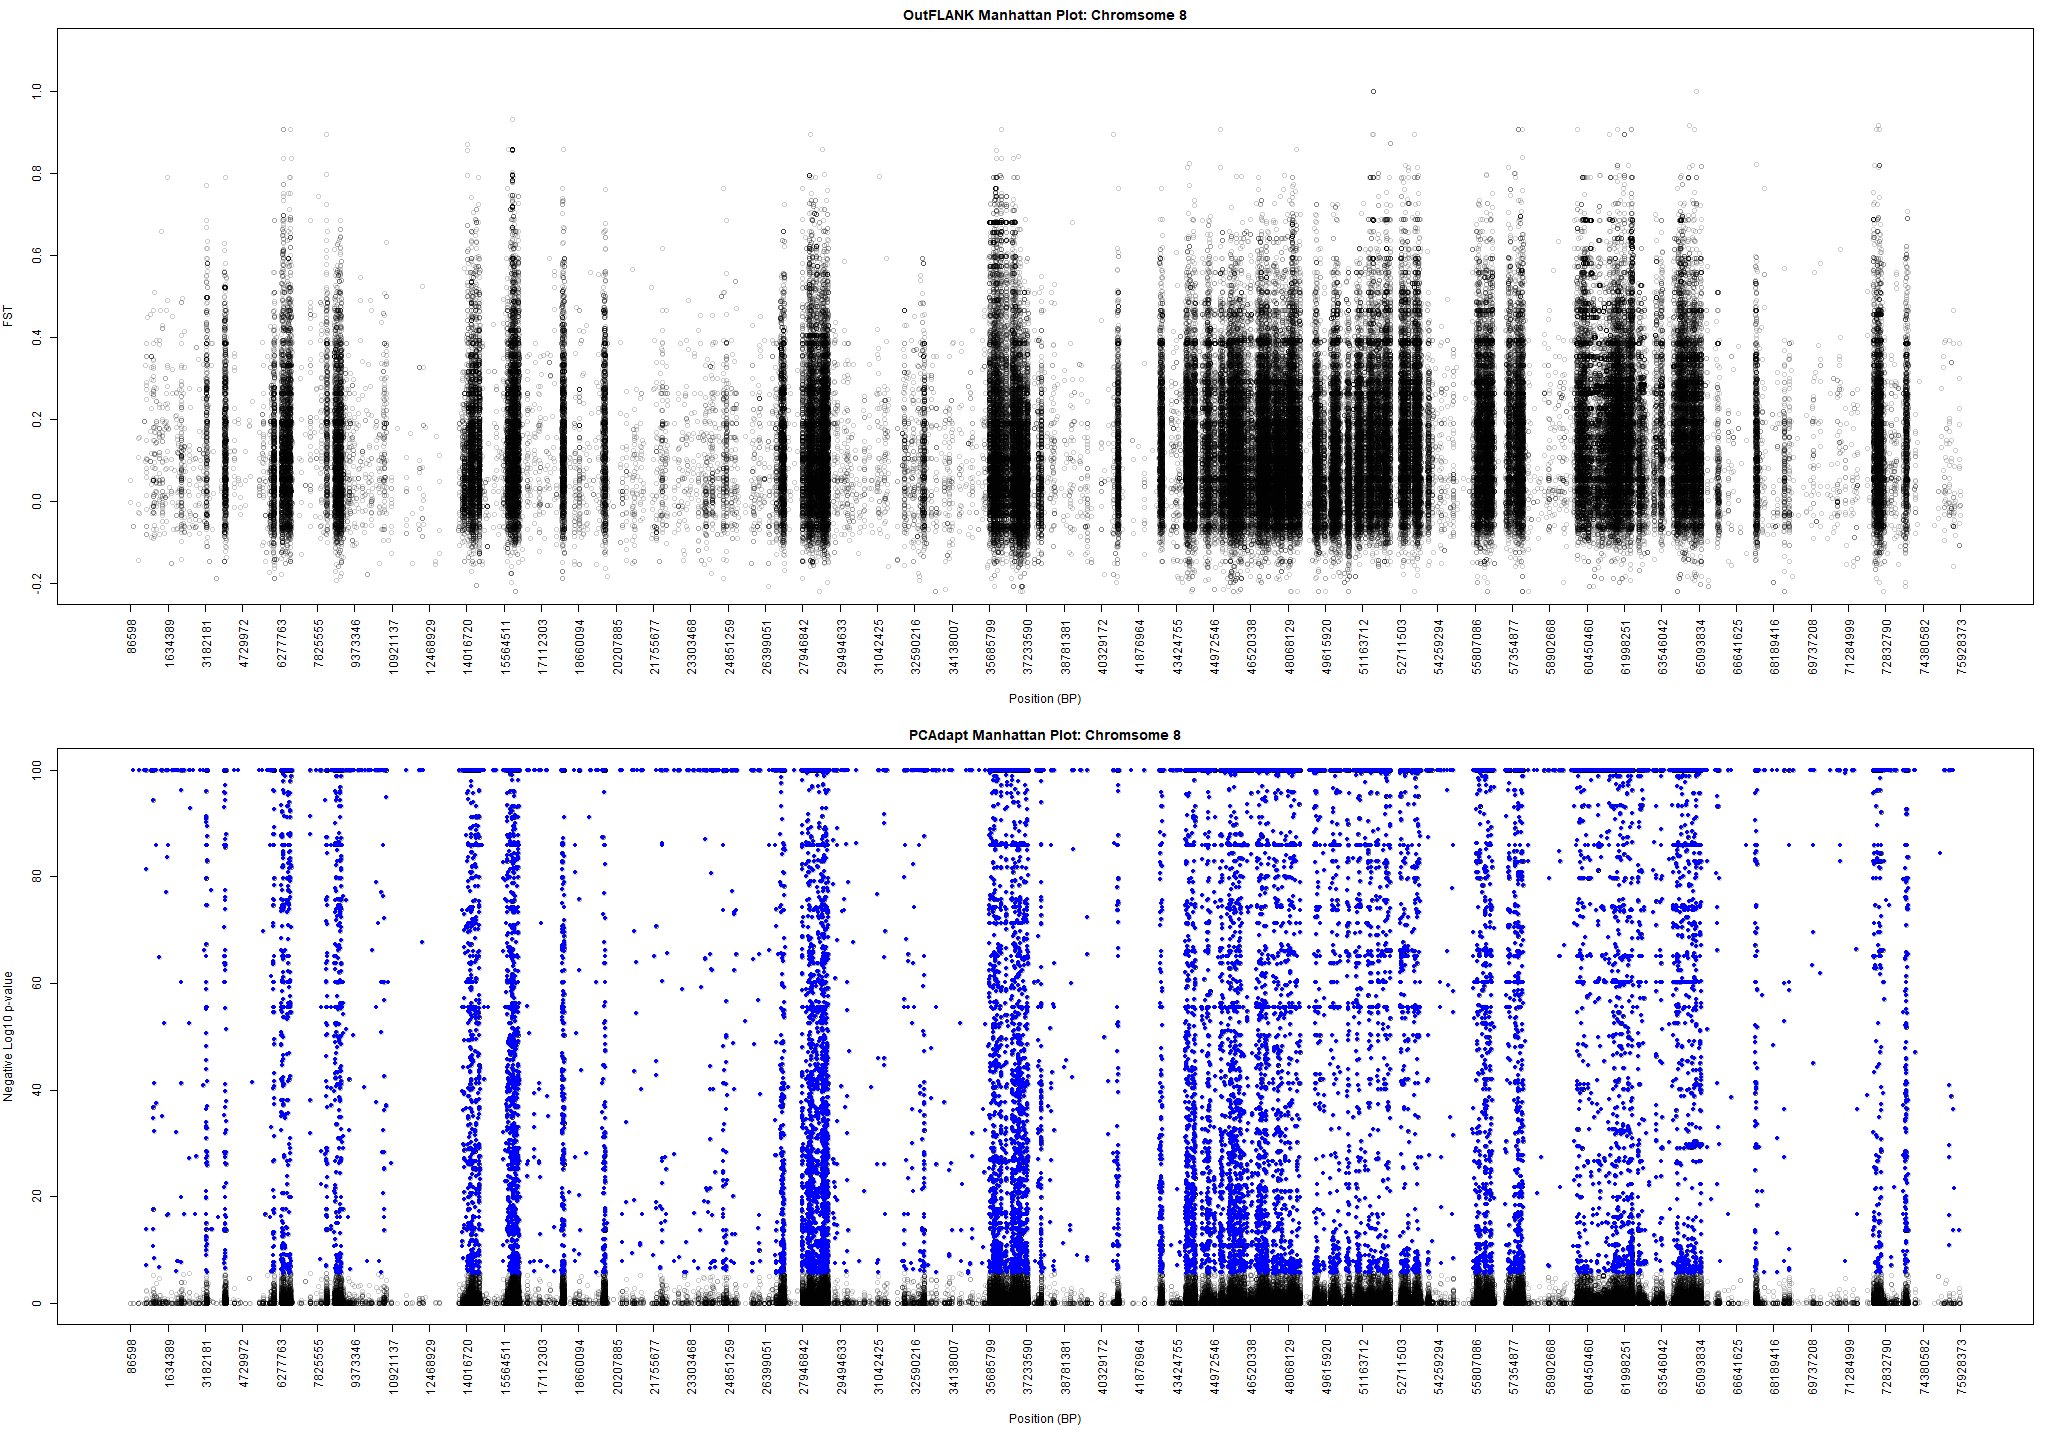 OutFLANK Manhattan Plot: Chromsome 8
FST
1.0
0.8
0.6
0.4
0.2
0.0
-0.2
86598 1634389 3182181 4729972 6277763 7825555 9373346 10921137 12468929 14016720 15564511 17112303 18660094 20207885 21755677 23303468 24851259 26399051 27946842 29494633 31042425 32590216 34138007 35685799 37233590 38781381 40329172 41876964 43424755 44972546 46520338 48068129 49615920 51163712 52711503 54259294 55807086 57354877 58902668 60450460 61998251 63546042 65093834 66641625 68189416 69737208 71284999 72832790 74380582 75928373
Position (BP)
PCAdapt Manhattan Plot: Chromsome 8
Negative Log10 p-value
100
80
60
40
20
0
86598 1634389 3182181 4729972 6277763 7825555 9373346 10921137 12468929 14016720 15564511 17112303 18660094 20207885 21755677 23303468 24851259 26399051 27946842 29494633 31042425 32590216 34138007 35685799 37233590 38781381 40329172 41876964 43424755 44972546 46520338 48068129 49615920 51163712 52711503 54259294 55807086 57354877 58902668 60450460 61998251 63546042 65093834 66641625 68189416 69737208 71284999 72832790 74380582 75928373
Position (BP)